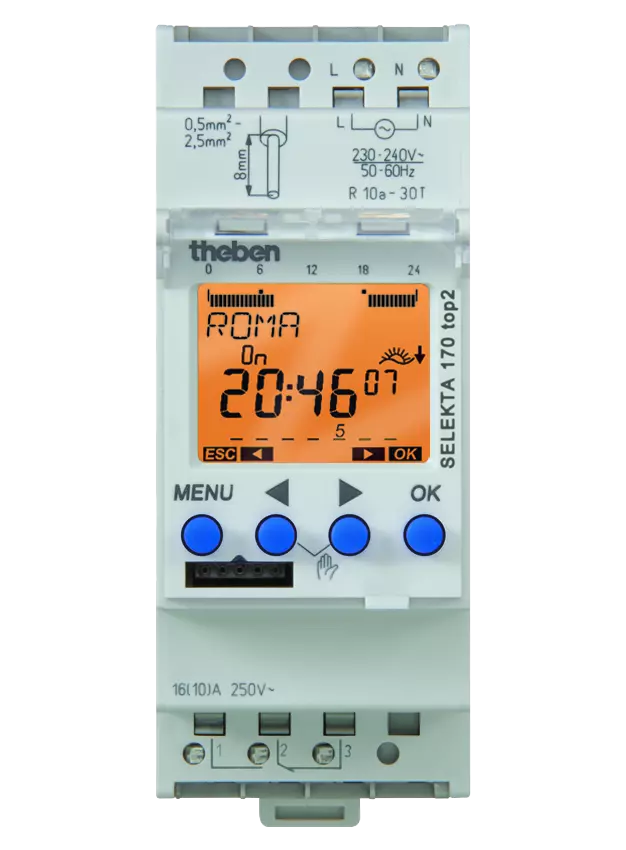 L N
0,5mm² -
2,5mm²
8mm
L N
230-240V~
50-60Hz
R 10a-30T
theben
0 6 12 18 24
ROMA
On
20:46 07
5
ESC ◄ ► OK
SELEKTA 170 top2
MENU ◄ ► OK
16(10)A 250V~
1 2 3